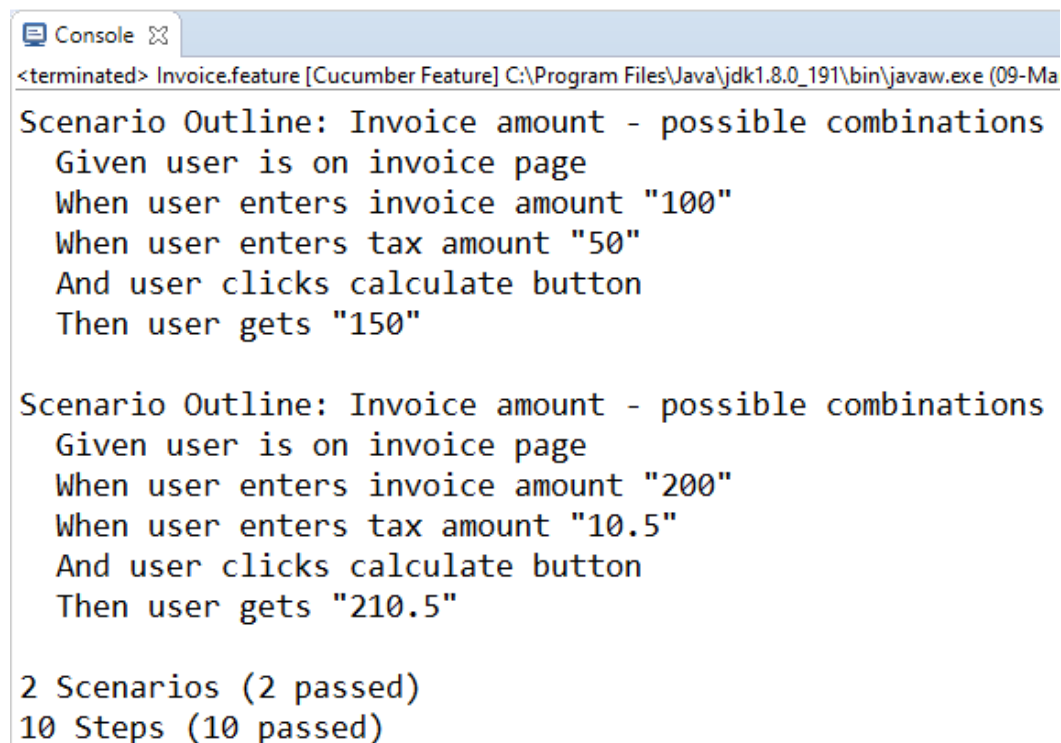 Console
<terminated> Invoice.feature [Cucumber Feature] C:\Program Files\Java\jdk1.8.0_191\bin\javaw.exe (09-Ma
Scenario Outline: Invoice amount - possible combinations
Given user is on invoice page
When user enters invoice amount "100"
When user enters tax amount "50"
And user clicks calculate button
Then user gets "150"
Scenario Outline: Invoice amount - possible combinations
Given user is on invoice page
When user enters invoice amount "200"
When user enters tax amount "10.5"
And user clicks calculate button
Then user gets "210.5"
2 Scenarios (2 passed)
10 Steps (10 passed)